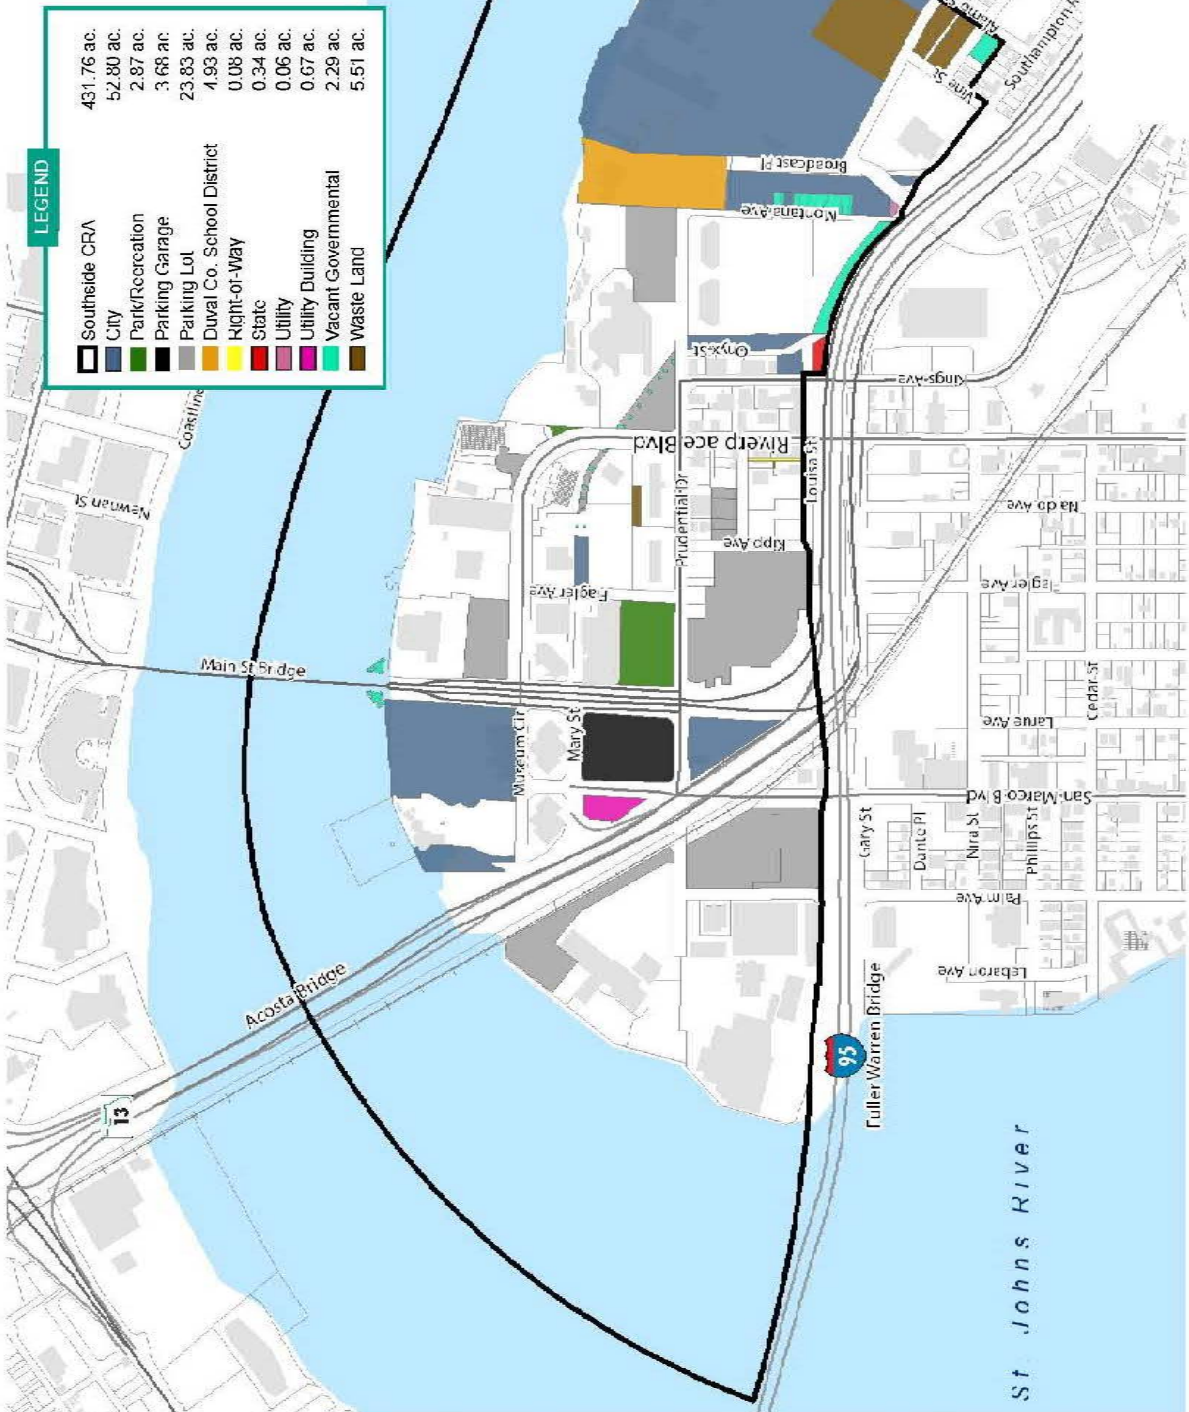 LEGEND
Southside CRA 431.76 ac.
City 52.80 ac.
Park/Recreation 2.87 ac.
Parking Garage 3.68 ac.
Parking Lot 23.83 ac.
Duval Co. School District 4.93 ac.
Right-of-Way 0.08 ac.
State 0.34 ac.
Utility 0.06 ac.
Utility Building 0.67 ac.
Vacant Governmental 2.29 ac.
Waste Land 5.51 ac.
Newnan St
Main St Bridge
Acosta Bridge
13
Museum Cir
Mary St
Flagler Ave
Prudential Dr
Riverp ace Blvd
Kipp Ave
Louisa St
Onyx St
Montana Ave
Broadcast Pl
Vine St
Alamo St
Southampton
Kings Ave
Na do Ave
Flagler Ave
Larue Ave
Cedar St
San Marco Blvd
Gary St
Dante Pl
Nira St
Phillips St
Palm Ave
Lebaron Ave
95
Fuller Warren Bridge
St. Johns River